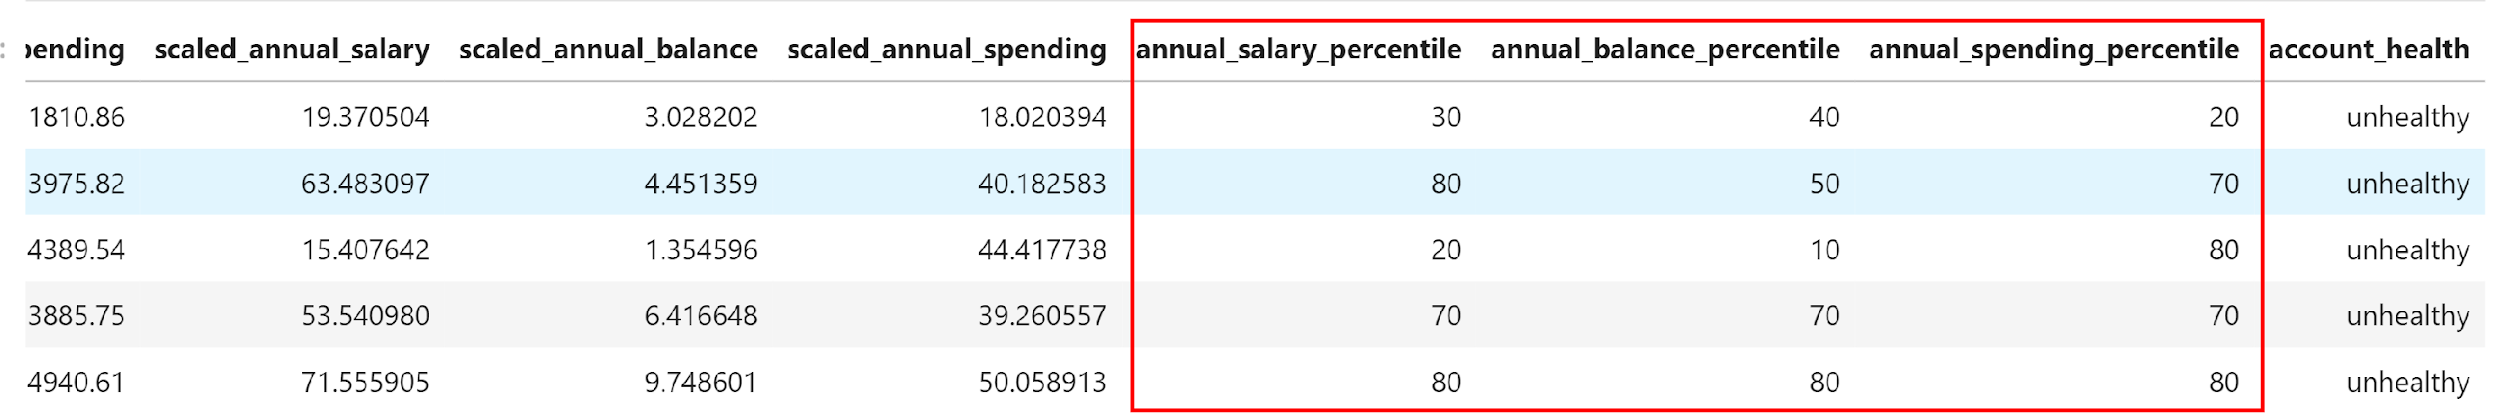 : pending scaled_annual_salary scaled_annual_balance scaled_annual_spending annual_salary_percentile annual_balance_percentile annual_spending_percentile account_health
1810.86 19.370504 3.028202 18.020394 30 40 20 unhealthy
3975.82 63.483097 4.451359 40.182583 80 50 70 unhealthy
4389.54 15.407642 1.354596 44.417738 20 10 80 unhealthy
3885.75 53.540980 6.416648 39.260557 70 70 70 unhealthy
4940.61 71.555905 9.748601 50.058913 80 80 80 unhealthy